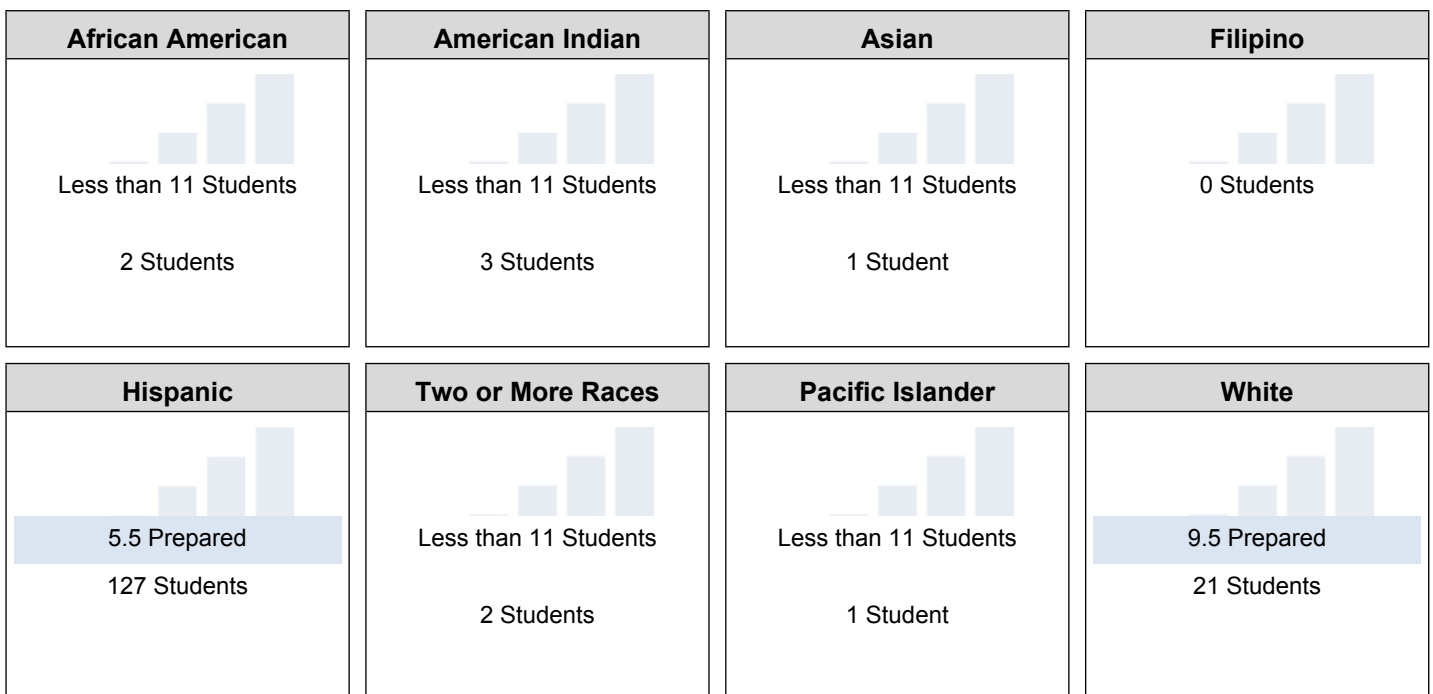 African American
Less than 11 Students
2 Students
American Indian
Less than 11 Students
3 Students
Asian
Less than 11 Students
1 Student
Filipino
0 Students
Hispanic
5.5 Prepared
127 Students
Two or More Races
Less than 11 Students
2 Students
Pacific Islander
Less than 11 Students
1 Student
White
9.5 Prepared
21 Students